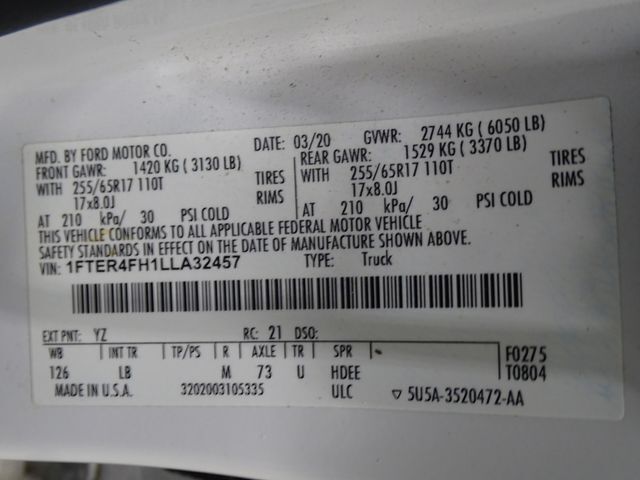 MFD. BY FORD MOTOR CO. DATE: 03/20 GVWR: 2744 KG ( 6050 LB)
FRONT GAWR: 1420 KG ( 3130 LB) REAR GAWR: 1529 KG ( 3370 LB)
WITH 255/65R17 110T TIRES WITH 255/65R17 110T TIRES
17x8.0J RIMS 17x8.0J RIMS
AT 210 kPa/ 30 PSI COLD AT 210 kPa/ 30 PSI COLD
THIS VEHICLE CONFORMS TO ALL APPLICABLE FEDERAL MOTOR VEHICLE
SAFETY STANDARDS IN EFFECT ON THE DATE OF MANUFACTURE SHOWN ABOVE.
VIN: 1FTER4FH1LLA32457 TYPE: Truck
EXT PNT: YZ RC: 21 DSO:
WB INT TR TP/PS R AXLE TR SPR F0275
126 LB M 73 U HDEE T0804
MADE IN U.S.A. 3202003105335 ULC ▽ 5U5A-3520472-AA